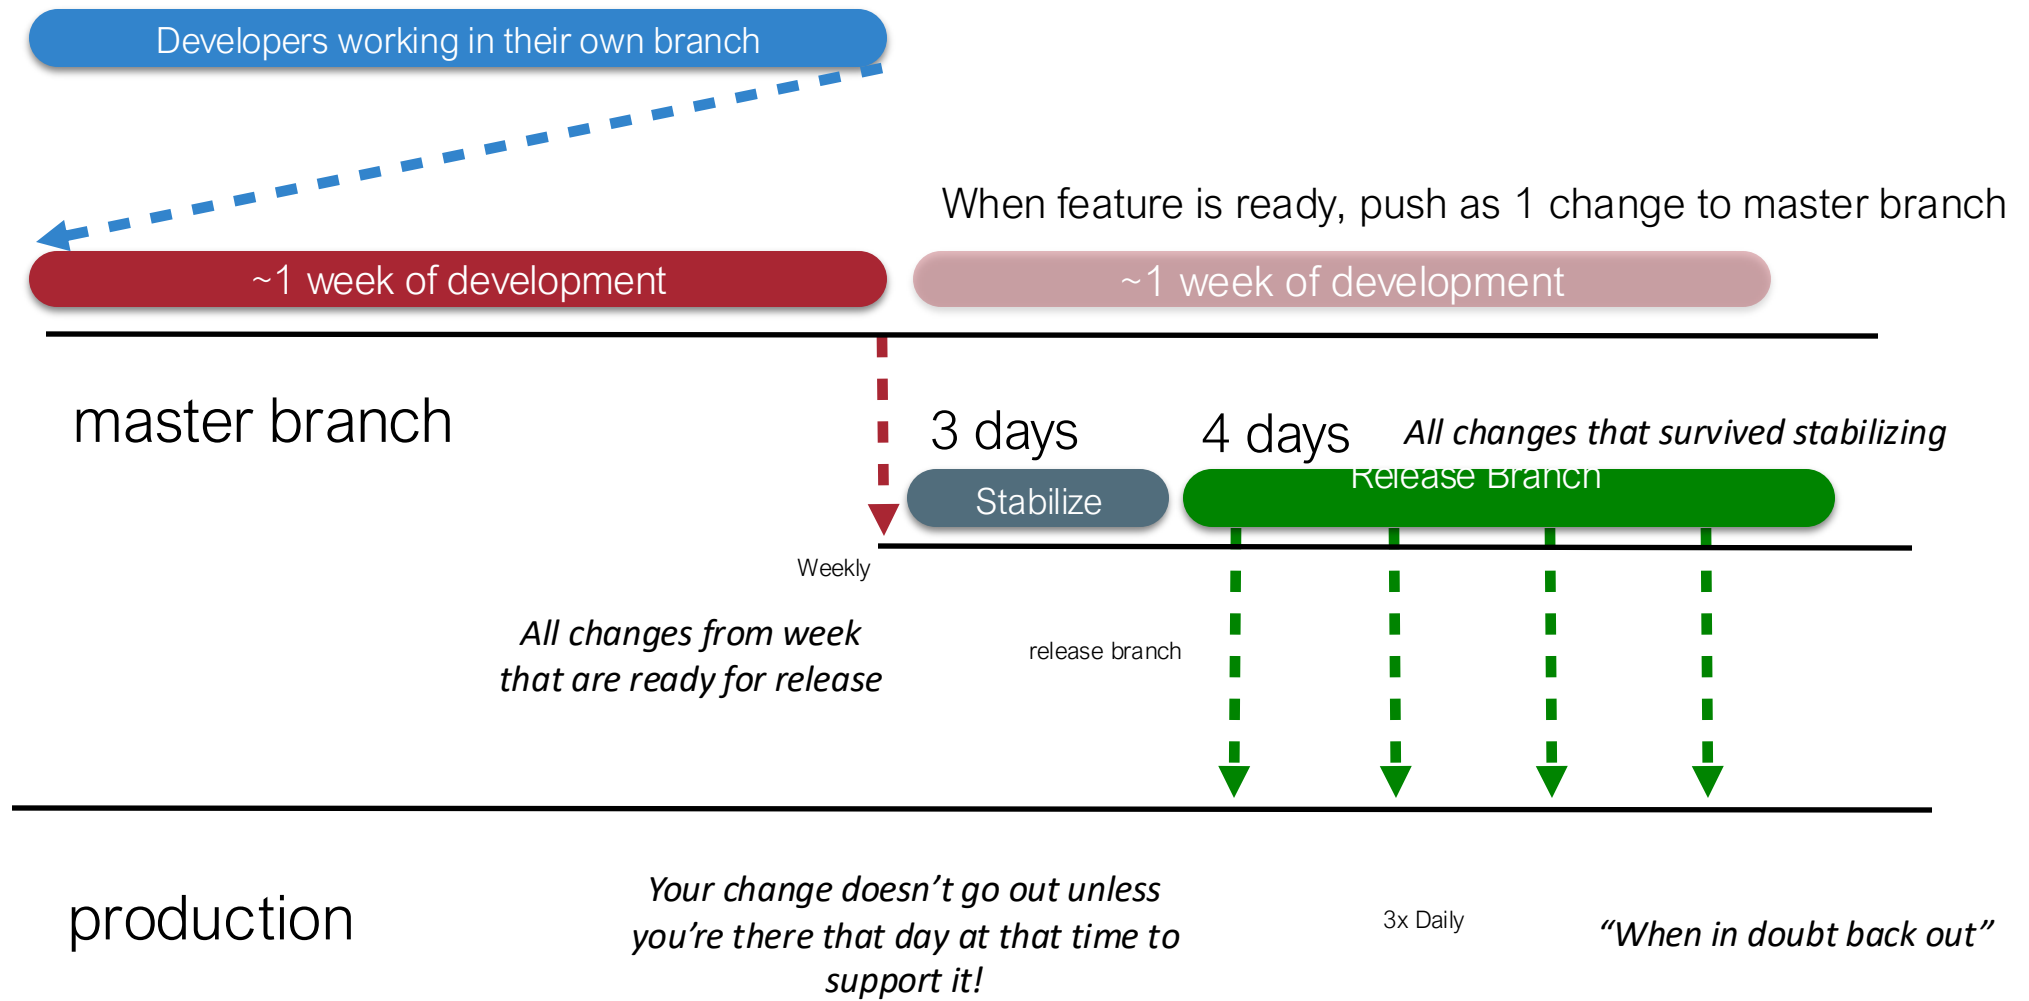 Developers working in their own branch
When feature is ready, push as 1 change to master branch
~1 week of development
~1 week of development
master branch
3 days
4 days
All changes that survived stabilizing
Release Branch
Stabilize
Weekly
All changes from week
that are ready for release
release branch
Your change doesn’t go out unless
you’re there that day at that time to
support it!
production
3x Daily
“When in doubt back out”